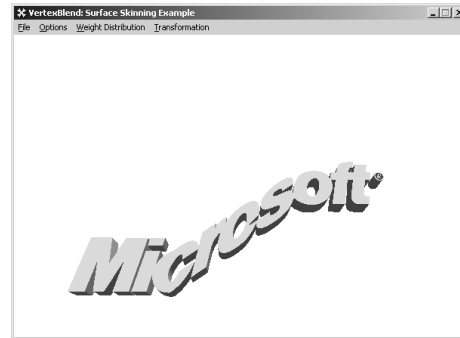 VertexBlend: Surface Skinning Example
File Options Weight Distribution Transformation
Microsoft®